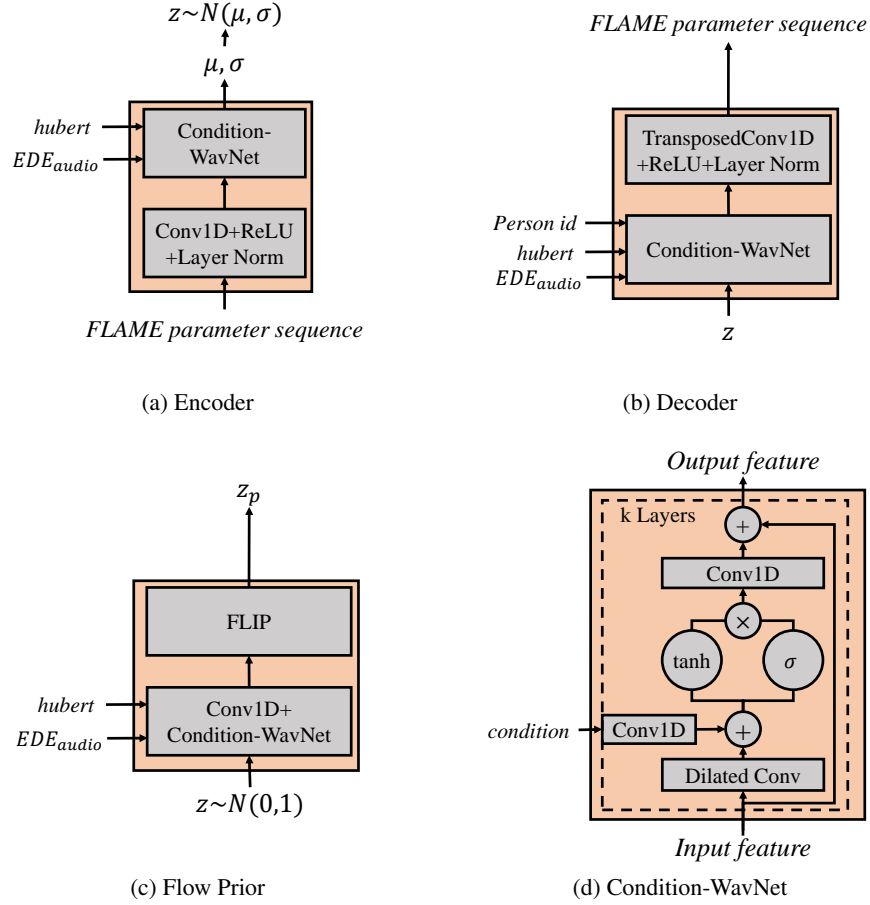 z~N(μ, σ)
μ, σ
hubert
EDE_audio
Condition-
WavNet
Conv1D+ReLU
+Layer Norm
FLAME parameter sequence
(a) Encoder
FLAME parameter sequence
TransposedConv1D
+ReLU+Layer Norm
Person id
hubert
EDE_audio
Condition-WavNet
z
(b) Decoder
z_p
FLIP
hubert
EDE_audio
Conv1D+
Condition-WavNet
z~N(0,1)
(c) Flow Prior
Output feature
k Layers
+
Conv1D
×
tanh
σ
condition
Conv1D
+
Dilated Conv
Input feature
(d) Condition-WavNet